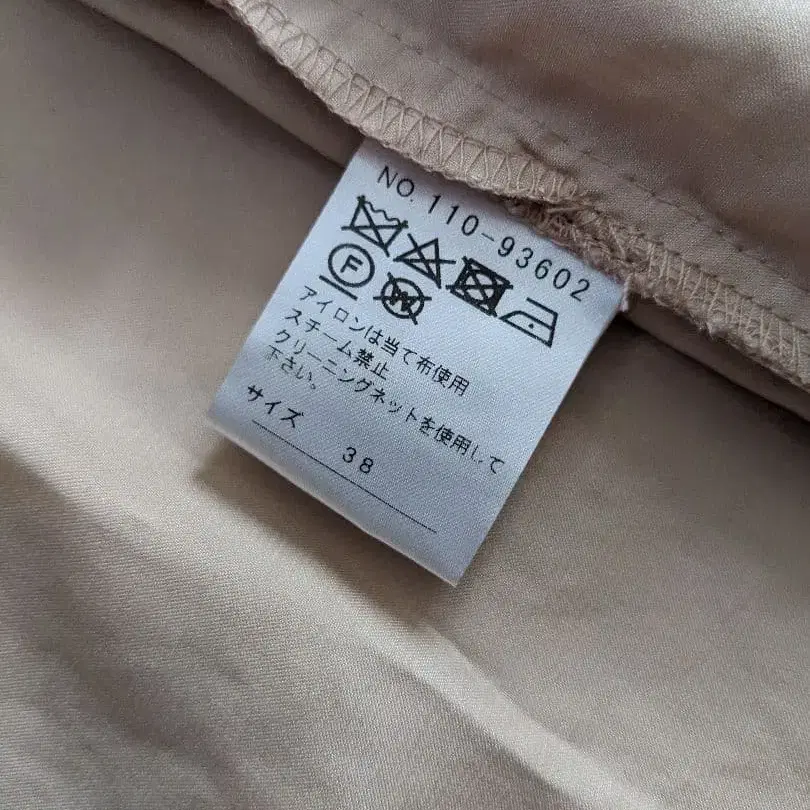 NO. 110-93602
F W
アイロンは当て布使用
スチーム禁止
クリーニングネットを使用して
下さい。
サイズ
38